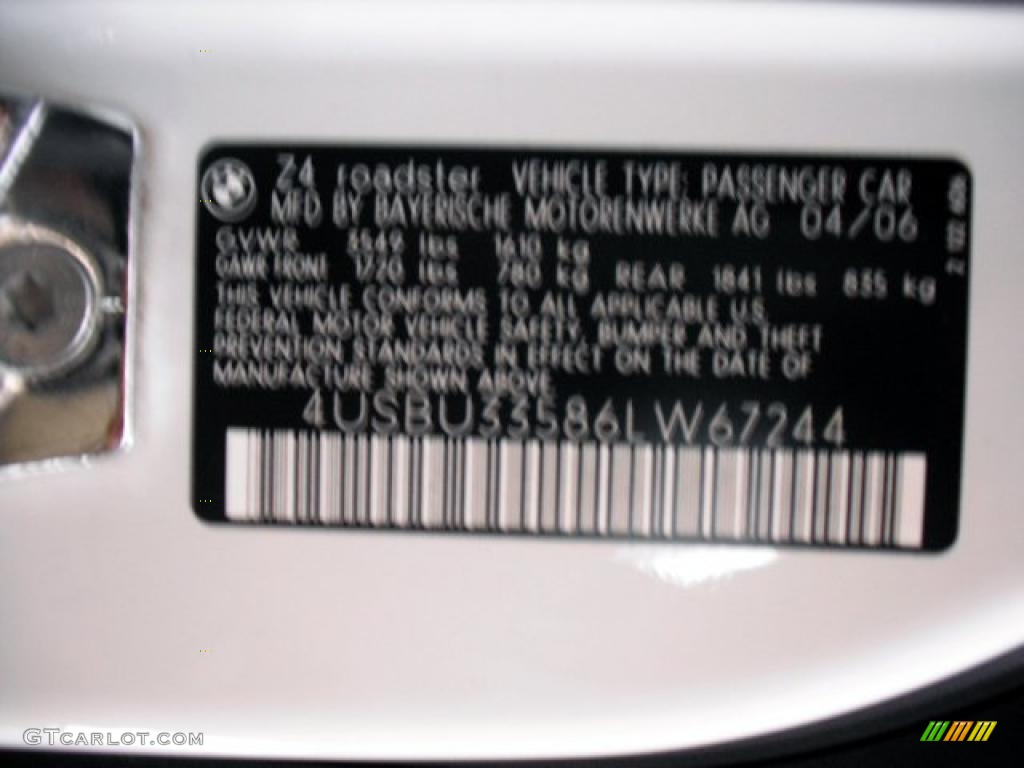 Z4 roadster VEHICLE TYPE: PASSENGER CAR
MFD BY BAYERISCHE MOTORENWERKE AG 04/06
GVWR 3549 lbs 1610 kg
GAWR FRONT 1720 lbs 780 kg REAR 1841 lbs 835 kg
THIS VEHICLE CONFORMS TO ALL APPLICABLE U.S.
FEDERAL MOTOR VEHICLE SAFETY, BUMPER AND THEFT
PREVENTION STANDARDS IN EFFECT ON THE DATE OF
MANUFACTURE SHOWN ABOVE
4USBU33586LW67244
GTCARLOT.COM